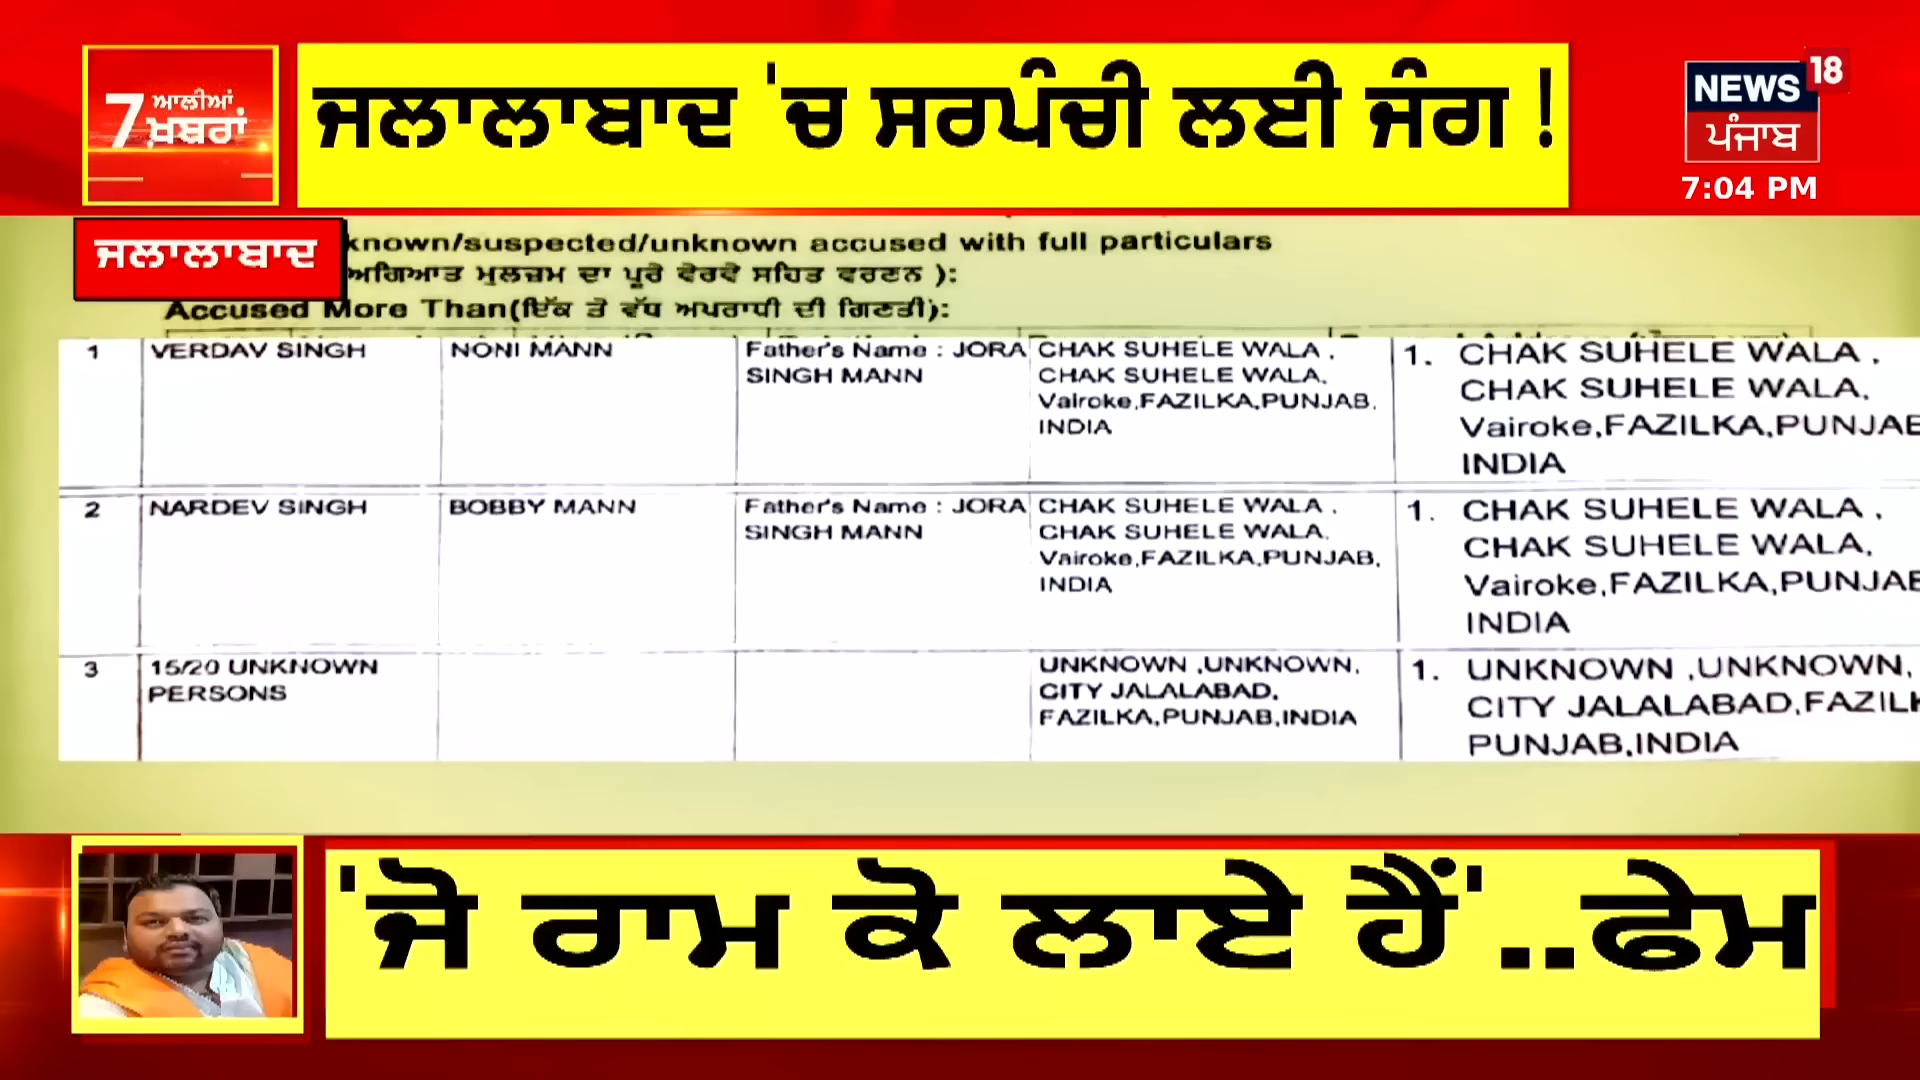 7 ਆਲੀਆਂ
ਖ਼ਬਰਾਂ
ਜਲਾਲਾਬਾਦ 'ਚ ਸਰਪੰਚੀ ਲਈ ਜੰਗ !
NEWS 18
ਪੰਜਾਬ
7:04 PM
ਜਲਾਲਾਬਾਦ
known/suspected/unknown accused with full particulars
ਅਗਿਆਤ ਮੁਲਜ਼ਮ ਦਾ ਪੂਰੇ ਵੇਰਵੇ ਸਹਿਤ ਵਰਣਨ ):
Accused More Than(ਇੱਕ ਤੋਂ ਵੱਧ ਅਪਰਾਧੀ ਦੀ ਗਿਣਤੀ):
1 VERDAV SINGH NONI MANN Father's Name : JORA CHAK SUHELE WALA , 1. CHAK SUHELE WALA ,
SINGH MANN CHAK SUHELE WALA, CHAK SUHELE WALA,
Vairoke,FAZILKA,PUNJAB, Vairoke,FAZILKA,PUNJAB
INDIA INDIA
2 NARDEV SINGH BOBBY MANN Father's Name : JORA CHAK SUHELE WALA , 1. CHAK SUHELE WALA ,
SINGH MANN CHAK SUHELE WALA, CHAK SUHELE WALA,
Vairoke,FAZILKA,PUNJAB, Vairoke,FAZILKA,PUNJAB
INDIA INDIA
3 15/20 UNKNOWN UNKNOWN ,UNKNOWN, 1. UNKNOWN ,UNKNOWN,
PERSONS CITY JALALABAD, CITY JALALABAD,FAZILK
FAZILKA,PUNJAB,INDIA PUNJAB,INDIA
'ਜੋ ਰਾਮ ਕੋ ਲਾਏ ਹੈਂ'..ਫੇਮ